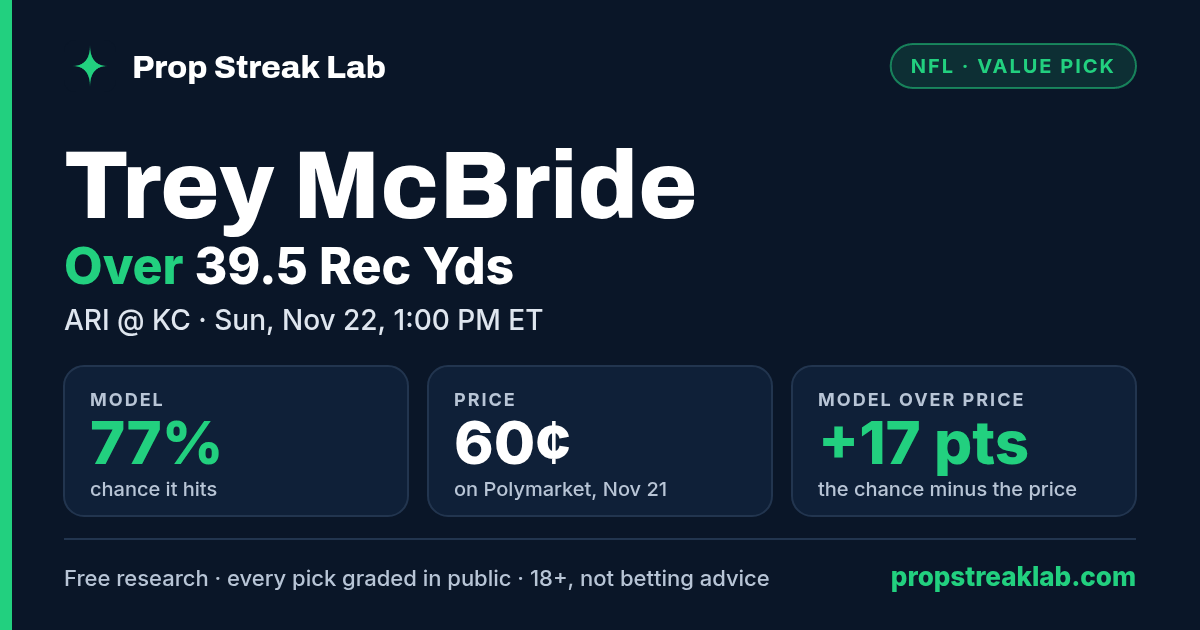 Prop Streak Lab
NFL · VALUE PICK
Trey McBride
Over 39.5 Rec Yds
ARI @ KC · Sun, Nov 22, 1:00 PM ET
MODEL
77%
chance it hits
PRICE
60¢
on Polymarket, Nov 21
MODEL OVER PRICE
+17 pts
the chance minus the price
Free research · every pick graded in public · 18+, not betting advice
propstreaklab.com